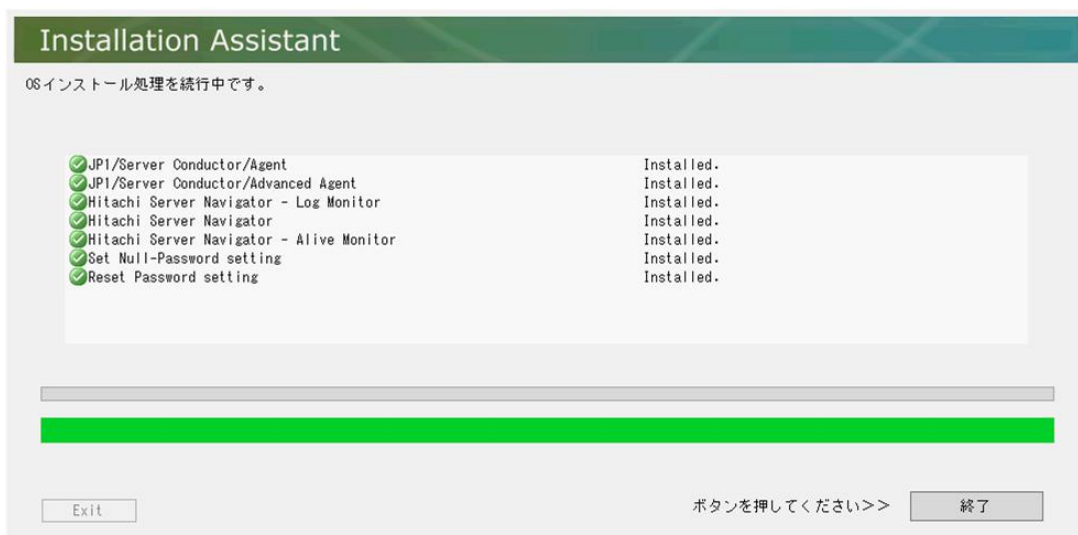 Installation Assistant
OSインストール処理を続行中です。
JP1/Server Conductor/Agent Installed.
JP1/Server Conductor/Advanced Agent Installed.
Hitachi Server Navigator - Log Monitor Installed.
Hitachi Server Navigator Installed.
Hitachi Server Navigator - Alive Monitor Installed.
Set Null-Password setting Installed.
Reset Password setting Installed.
Exit ボタンを押してください>> 終了